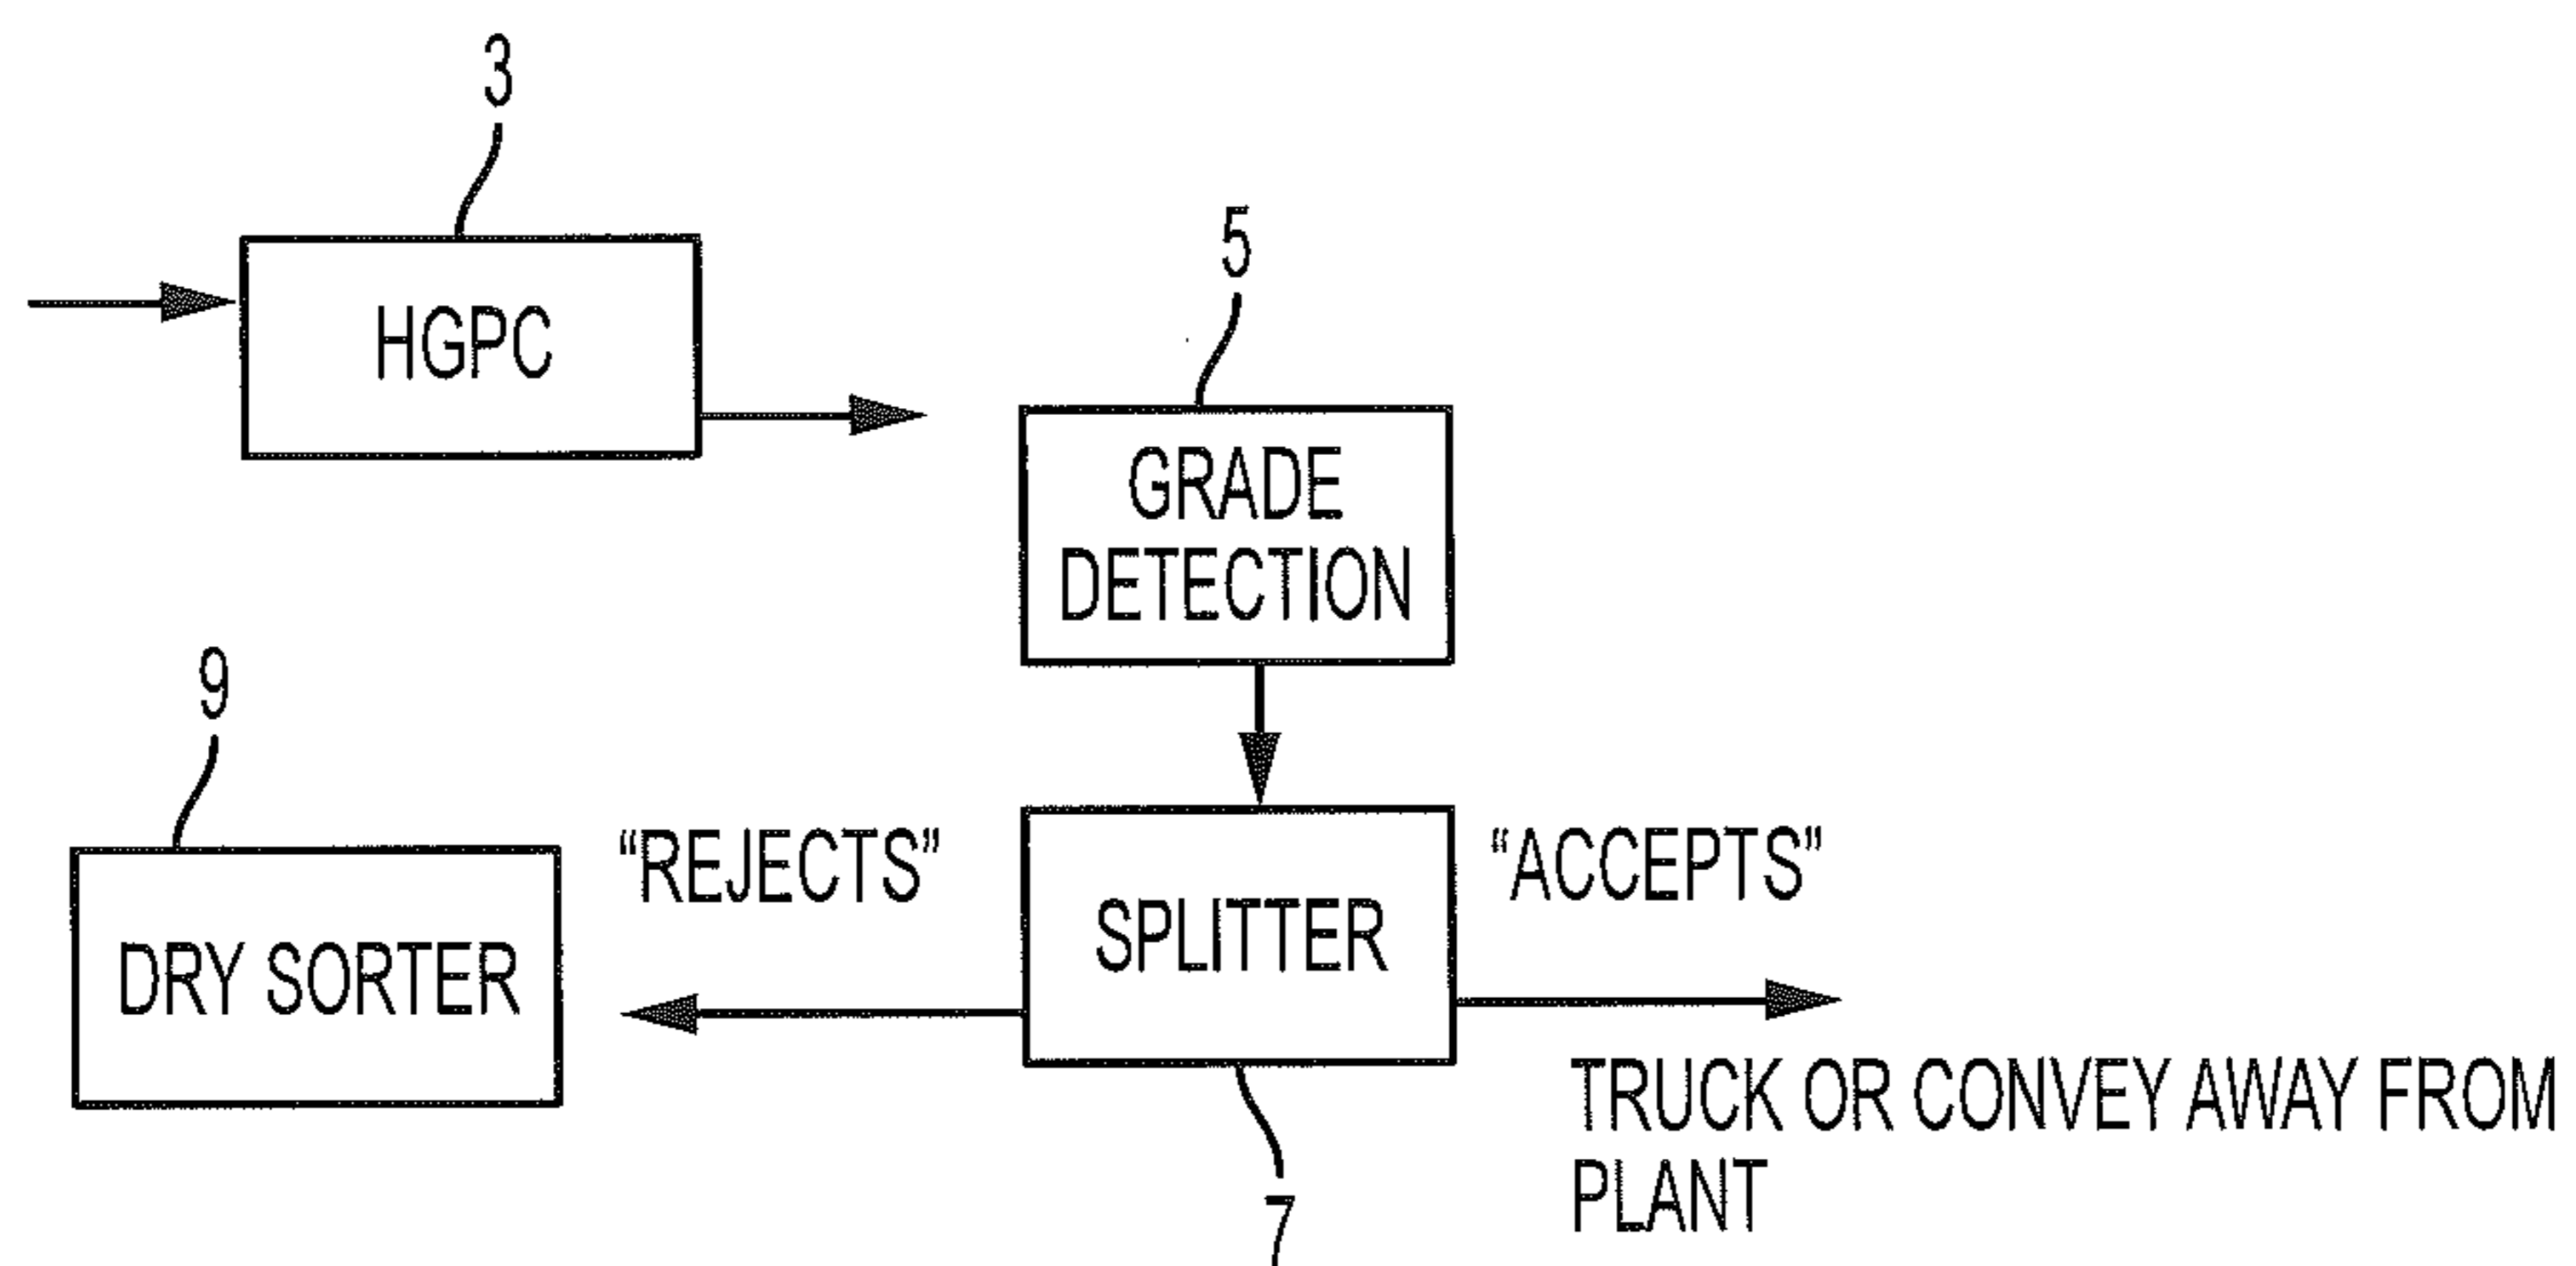 3
HGPC
5
GRADE
DETECTION
9
"REJECTS"
"ACCEPTS"
DRY SORTER
SPLITTER
TRUCK OR CONVEY AWAY FROM
PLANT
7